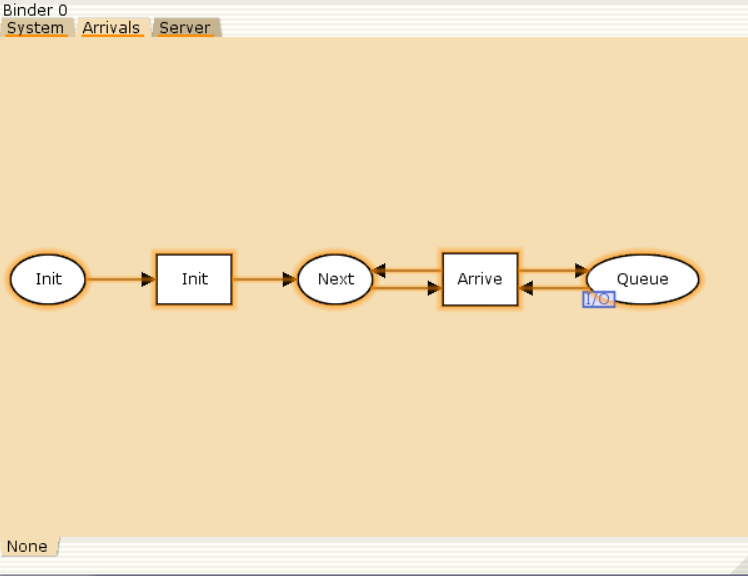 Binder 0
System Arrivals Server
Init Init Next Arrive Queue
I/O
None